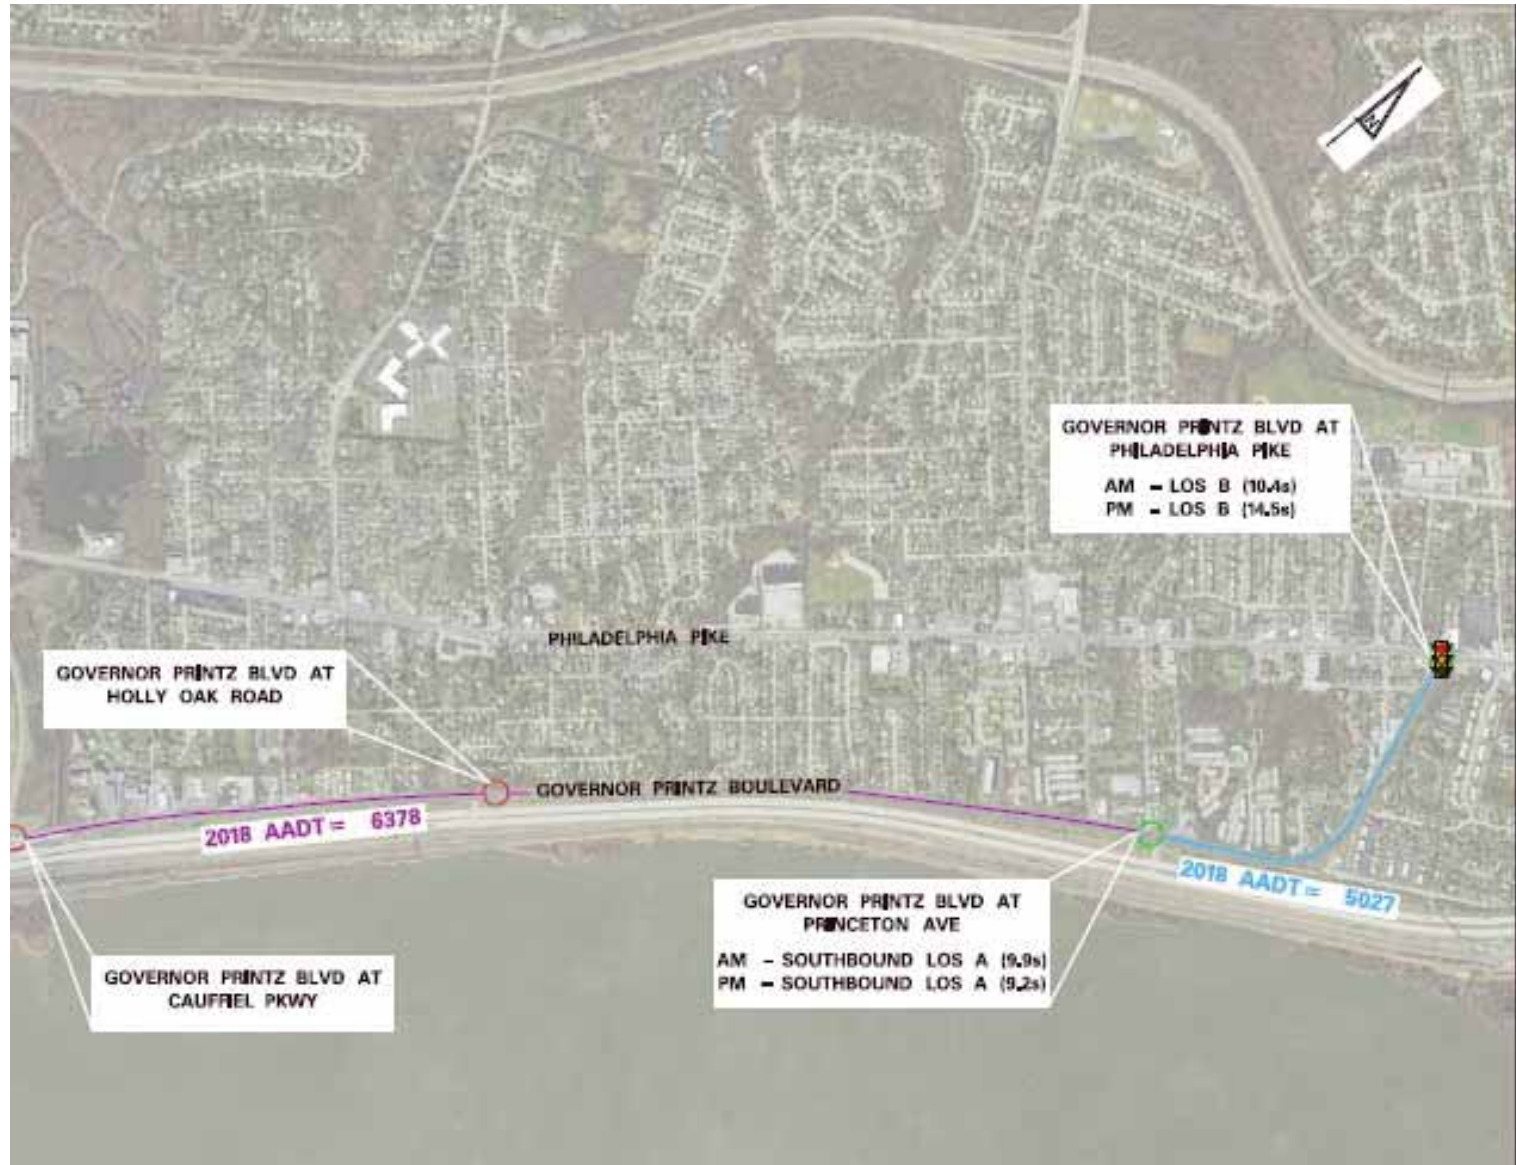 N
GOVERNOR PRINTZ BLVD AT
PHILADELPHIA PIKE
AM - LOS B (10.4s)
PM - LOS B (14.5s)
PHILADELPHIA PIKE
GOVERNOR PRINTZ BLVD AT
HOLLY OAK ROAD
GOVERNOR PRINTZ BOULEVARD
2018 AADT = 6378
2018 AADT = 5027
GOVERNOR PRINTZ BLVD AT
PRINCETON AVE
AM - SOUTHBOUND LOS A (9.9s)
PM - SOUTHBOUND LOS A (9.2s)
GOVERNOR PRINTZ BLVD AT
CAUFFIEL PKWY